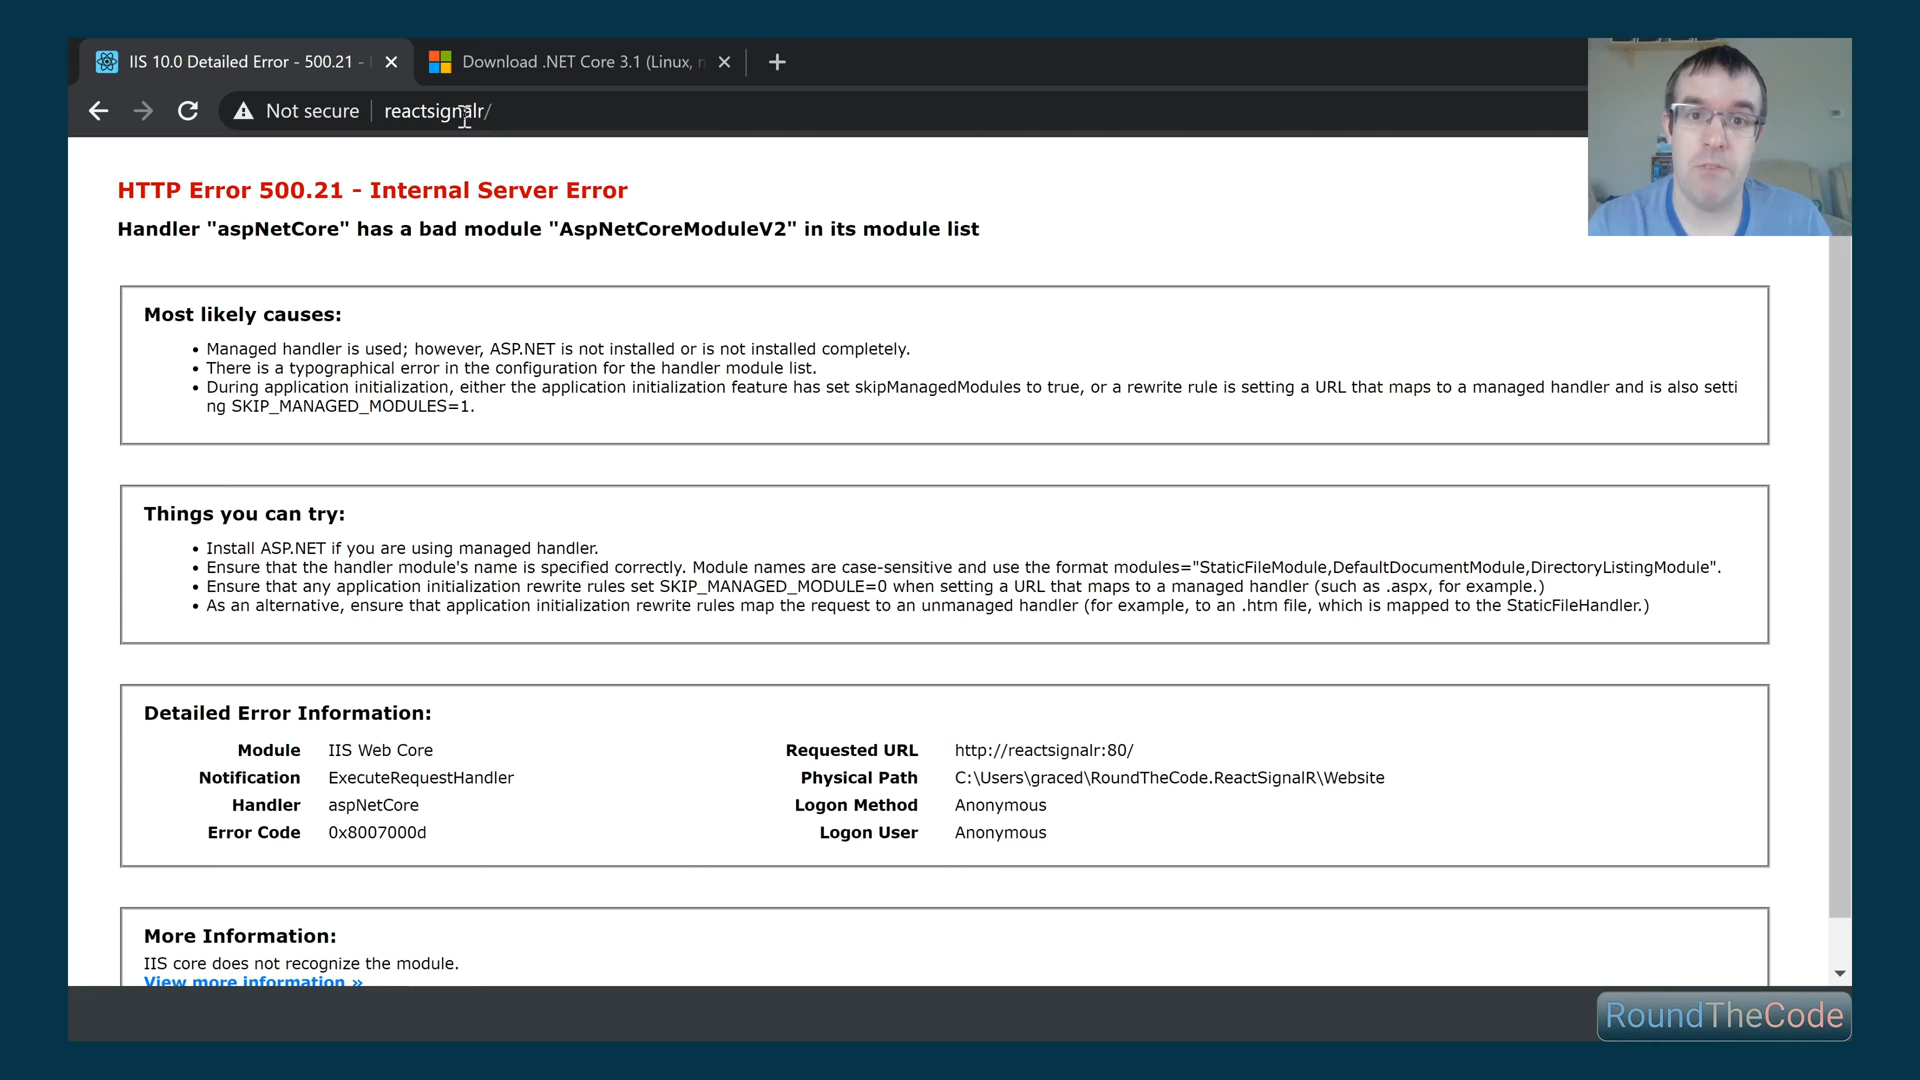 IIS 10.0 Detailed Error - 500.21 -
Download .NET Core 3.1 (Linux,
Not secure
reactsignalr/
HTTP Error 500.21 - Internal Server Error
Handler "aspNetCore" has a bad module "AspNetCoreModuleV2" in its module list
Most likely causes:
Managed handler is used; however, ASP.NET is not installed or is not installed completely.
There is a typographical error in the configuration for the handler module list.
During application initialization, either the application initialization feature has set skipManagedModules to true, or a rewrite rule is setting a URL that maps to a managed handler and is also setti
ng SKIP_MANAGED_MODULES=1.
Things you can try:
Install ASP.NET if you are using managed handler.
Ensure that the handler module's name is specified correctly. Module names are case-sensitive and use the format modules="StaticFileModule,DefaultDocumentModule,DirectoryListingModule".
Ensure that any application initialization rewrite rules set SKIP_MANAGED_MODULE=0 when setting a URL that maps to a managed handler (such as .aspx, for example.)
As an alternative, ensure that application initialization rewrite rules map the request to an unmanaged handler (for example, to an .htm file, which is mapped to the StaticFileHandler.)
Detailed Error Information:
Module IIS Web Core
Notification ExecuteRequestHandler
Handler aspNetCore
Error Code 0x8007000d
Requested URL http://reactsignalr:80/
Physical Path C:\Users\graced\RoundTheCode.ReactSignalR\Website
Logon Method Anonymous
Logon User Anonymous
More Information:
IIS core does not recognize the module.
View more information »
RoundTheCode